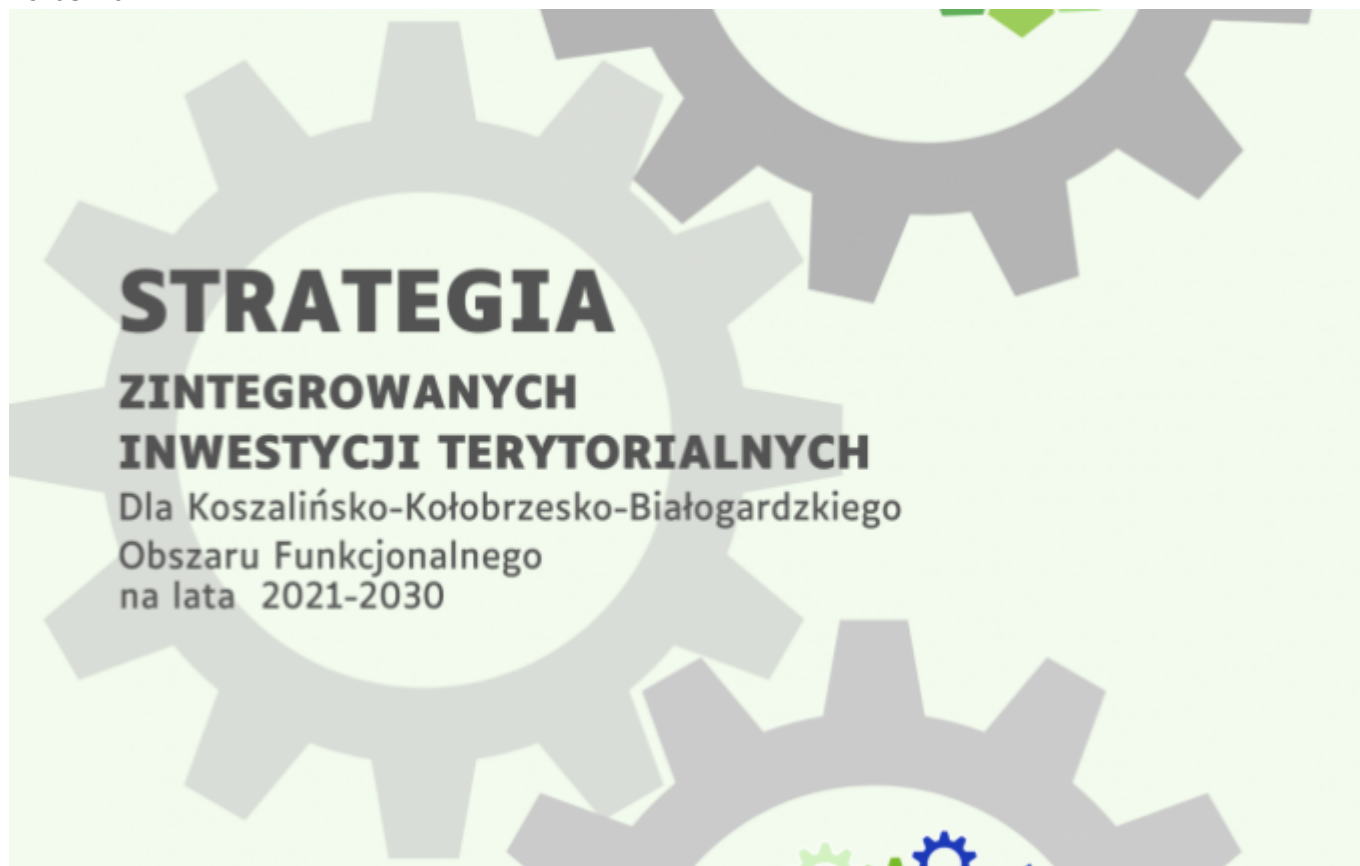 STRATEGIA
ZINTEGROWANYCH
INWESTYCJI TERYTORIALNYCH
Dla Koszalińsko-Kołobrzesko-Białogardzkiego
Obszaru Funkcjonalnego
na lata 2021-2030